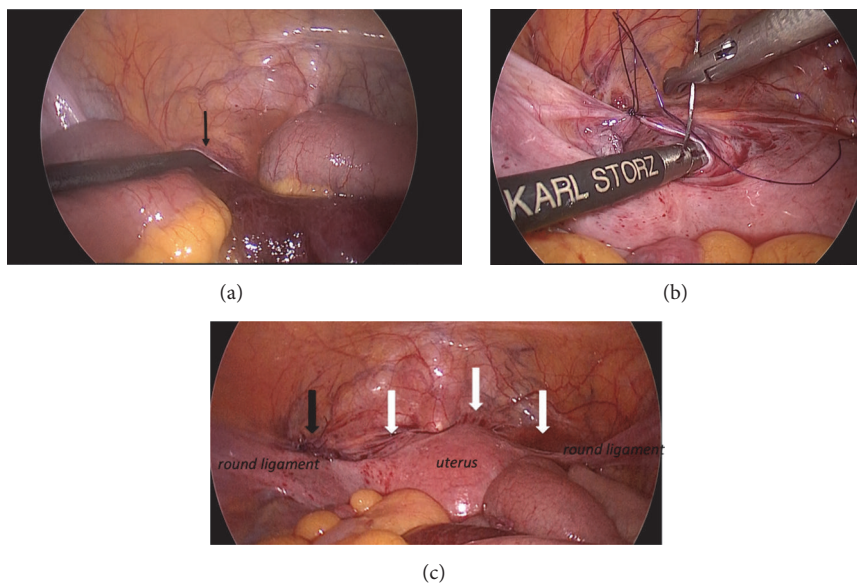 (a)
KARL STORZ
(b)
round ligament
uterus
round ligament
(c)